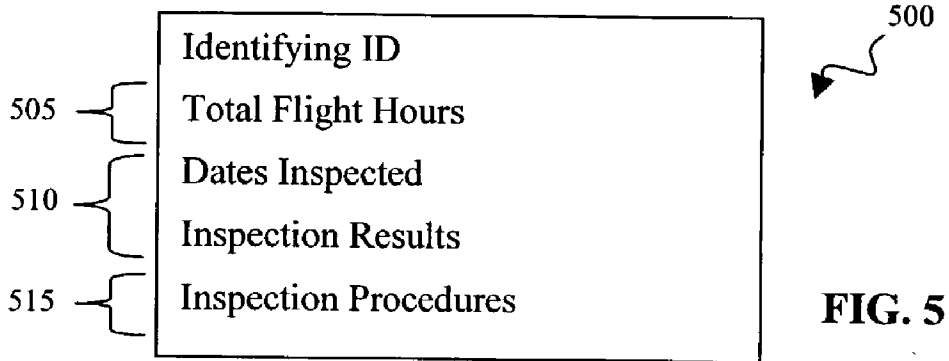 500
Identifying ID
505 Total Flight Hours
Dates Inspected
510
Inspection Results
515 Inspection Procedures
FIG. 5